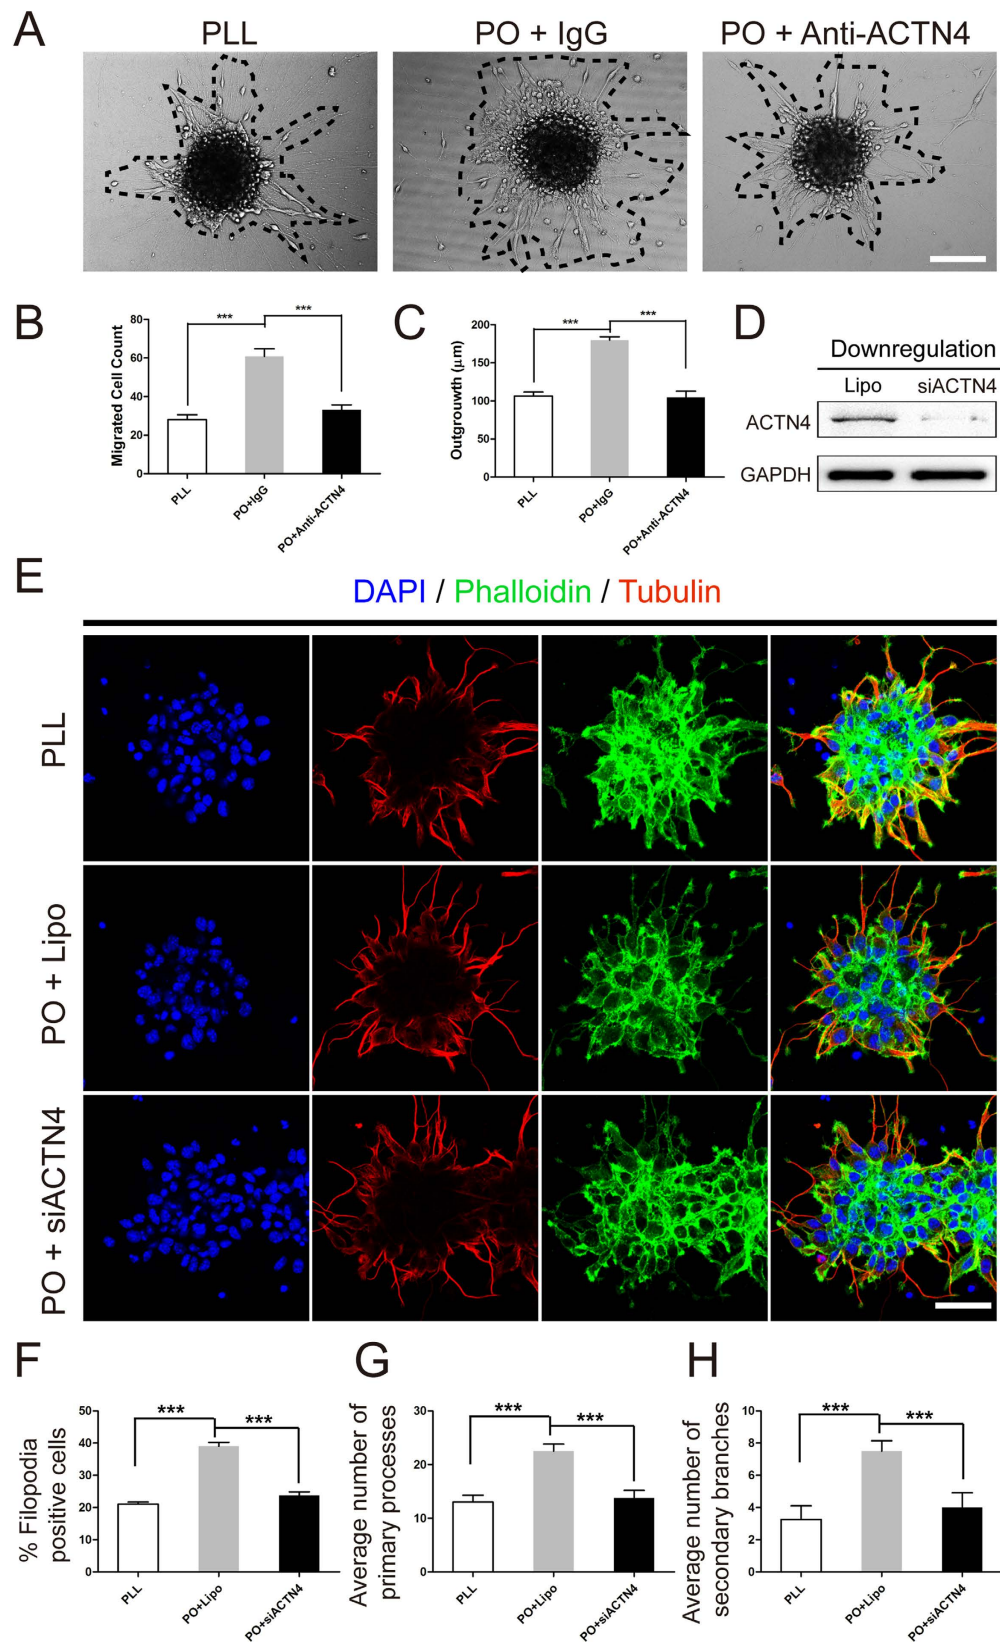 A
PLL
PO + IgG
PO + Anti-ACTN4
B
Migrated Cell Count
80
60
40
20
0
***
***
PLL
PO+IgG
PO+Anti-ACTN4
C
Outgrouwth (µm)
200
150
100
50
0
***
***
PLL
PO+IgG
PO+Anti-ACTN4
D
Downregulation
Lipo siACTN4
ACTN4
GAPDH
E
DAPI / Phalloidin / Tubulin
PLL
PO + Lipo
PO + siACTN4
F
% Filopodia
positive cells
50
40
30
20
10
0
***
***
PLL
PO+Lipo
PO+siACTN4
G
Average number of
primary processes
30
20
10
0
***
***
PLL
PO+Lipo
PO+siACTN4
H
Average number of
secondary branches
10
8
6
4
2
0
***
***
PLL
PO+Lipo
PO+siACTN4